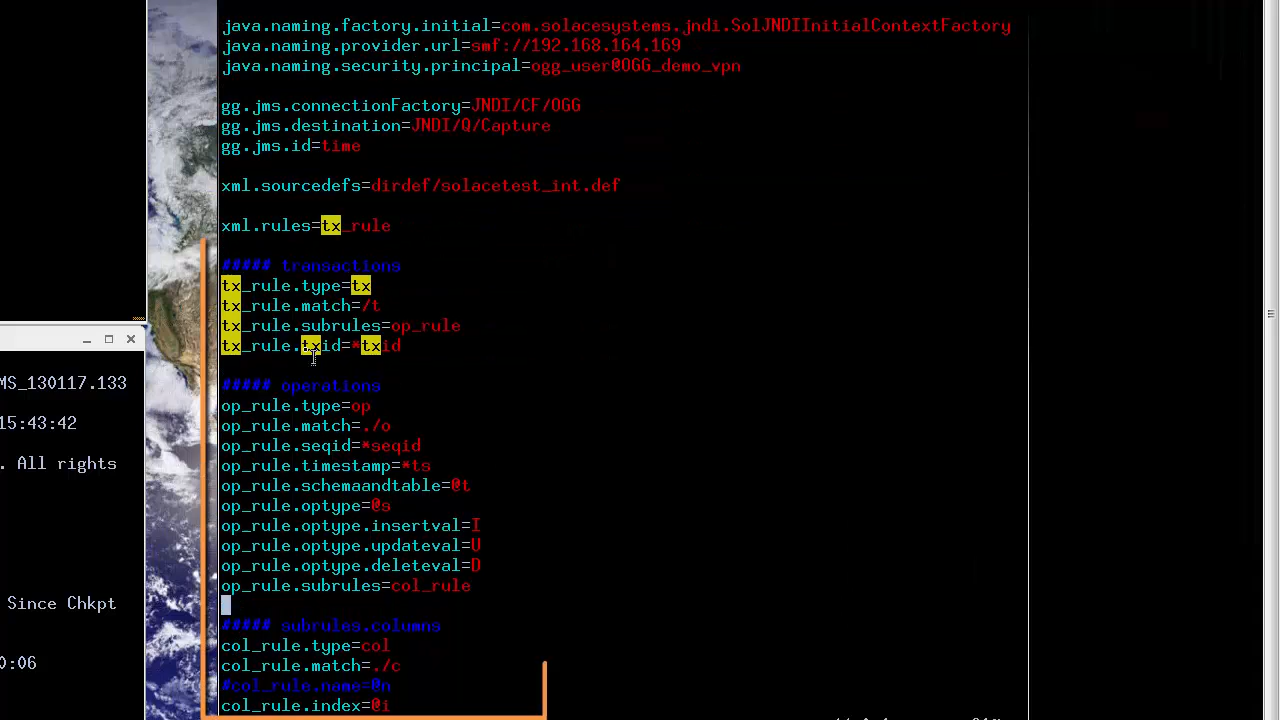 java.naming.factory.initial=com.solacesystems.jndi.SolJNDIInitialContextFactory
java.naming.provider.url=smf://192.168.164.169
java.naming.security.principal=ogg_user@OGG_demo_vpn
gg.jms.connectionFactory=JNDI/CF/OGG
gg.jms.destination=JNDI/Q/Capture
gg.jms.id=time
xml.sourcedefs=dirdef/solacetest_int.def
xml.rules=tx_rule
##### transactions
tx_rule.type=tx
tx_rule.match=/t
tx_rule.subrules=op_rule
tx_rule.txid=*txid
##### operations
op_rule.type=op
op_rule.match=./o
op_rule.seqid=*seqid
op_rule.timestamp=*ts
op_rule.schemaandtable=@t
op_rule.optype=@s
op_rule.optype.insertval=I
op_rule.optype.updateval=U
op_rule.optype.deleteval=D
op_rule.subrules=col_rule
##### subrules.columns
col_rule.type=col
col_rule.match=./c
#col_rule.name=@n
col_rule.index=@i
MS_130117.133
15:43:42
. All rights
Since Chkpt
0:06